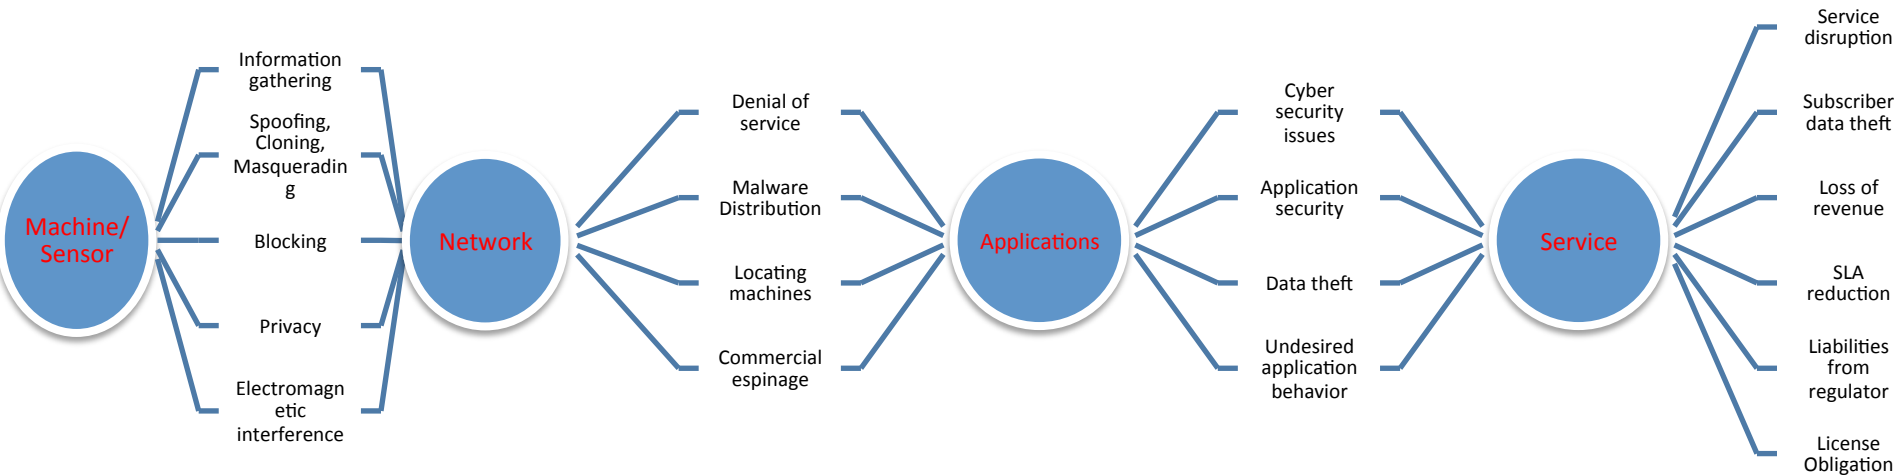 Machine/
Sensor
Information
gathering
Spoofing,
Cloning,
Masqueradin
g
Blocking
Privacy
Electromagn
etic
interference
Network
Denial of
service
Malware
Distribution
Locating
machines
Commercial
espinage
Applications
Cyber
security
issues
Application
security
Data theft
Undesired
application
behavior
Service
Service
disruption
Subscriber
data theft
Loss of
revenue
SLA
reduction
Liabilities
from
regulator
License
Obligation